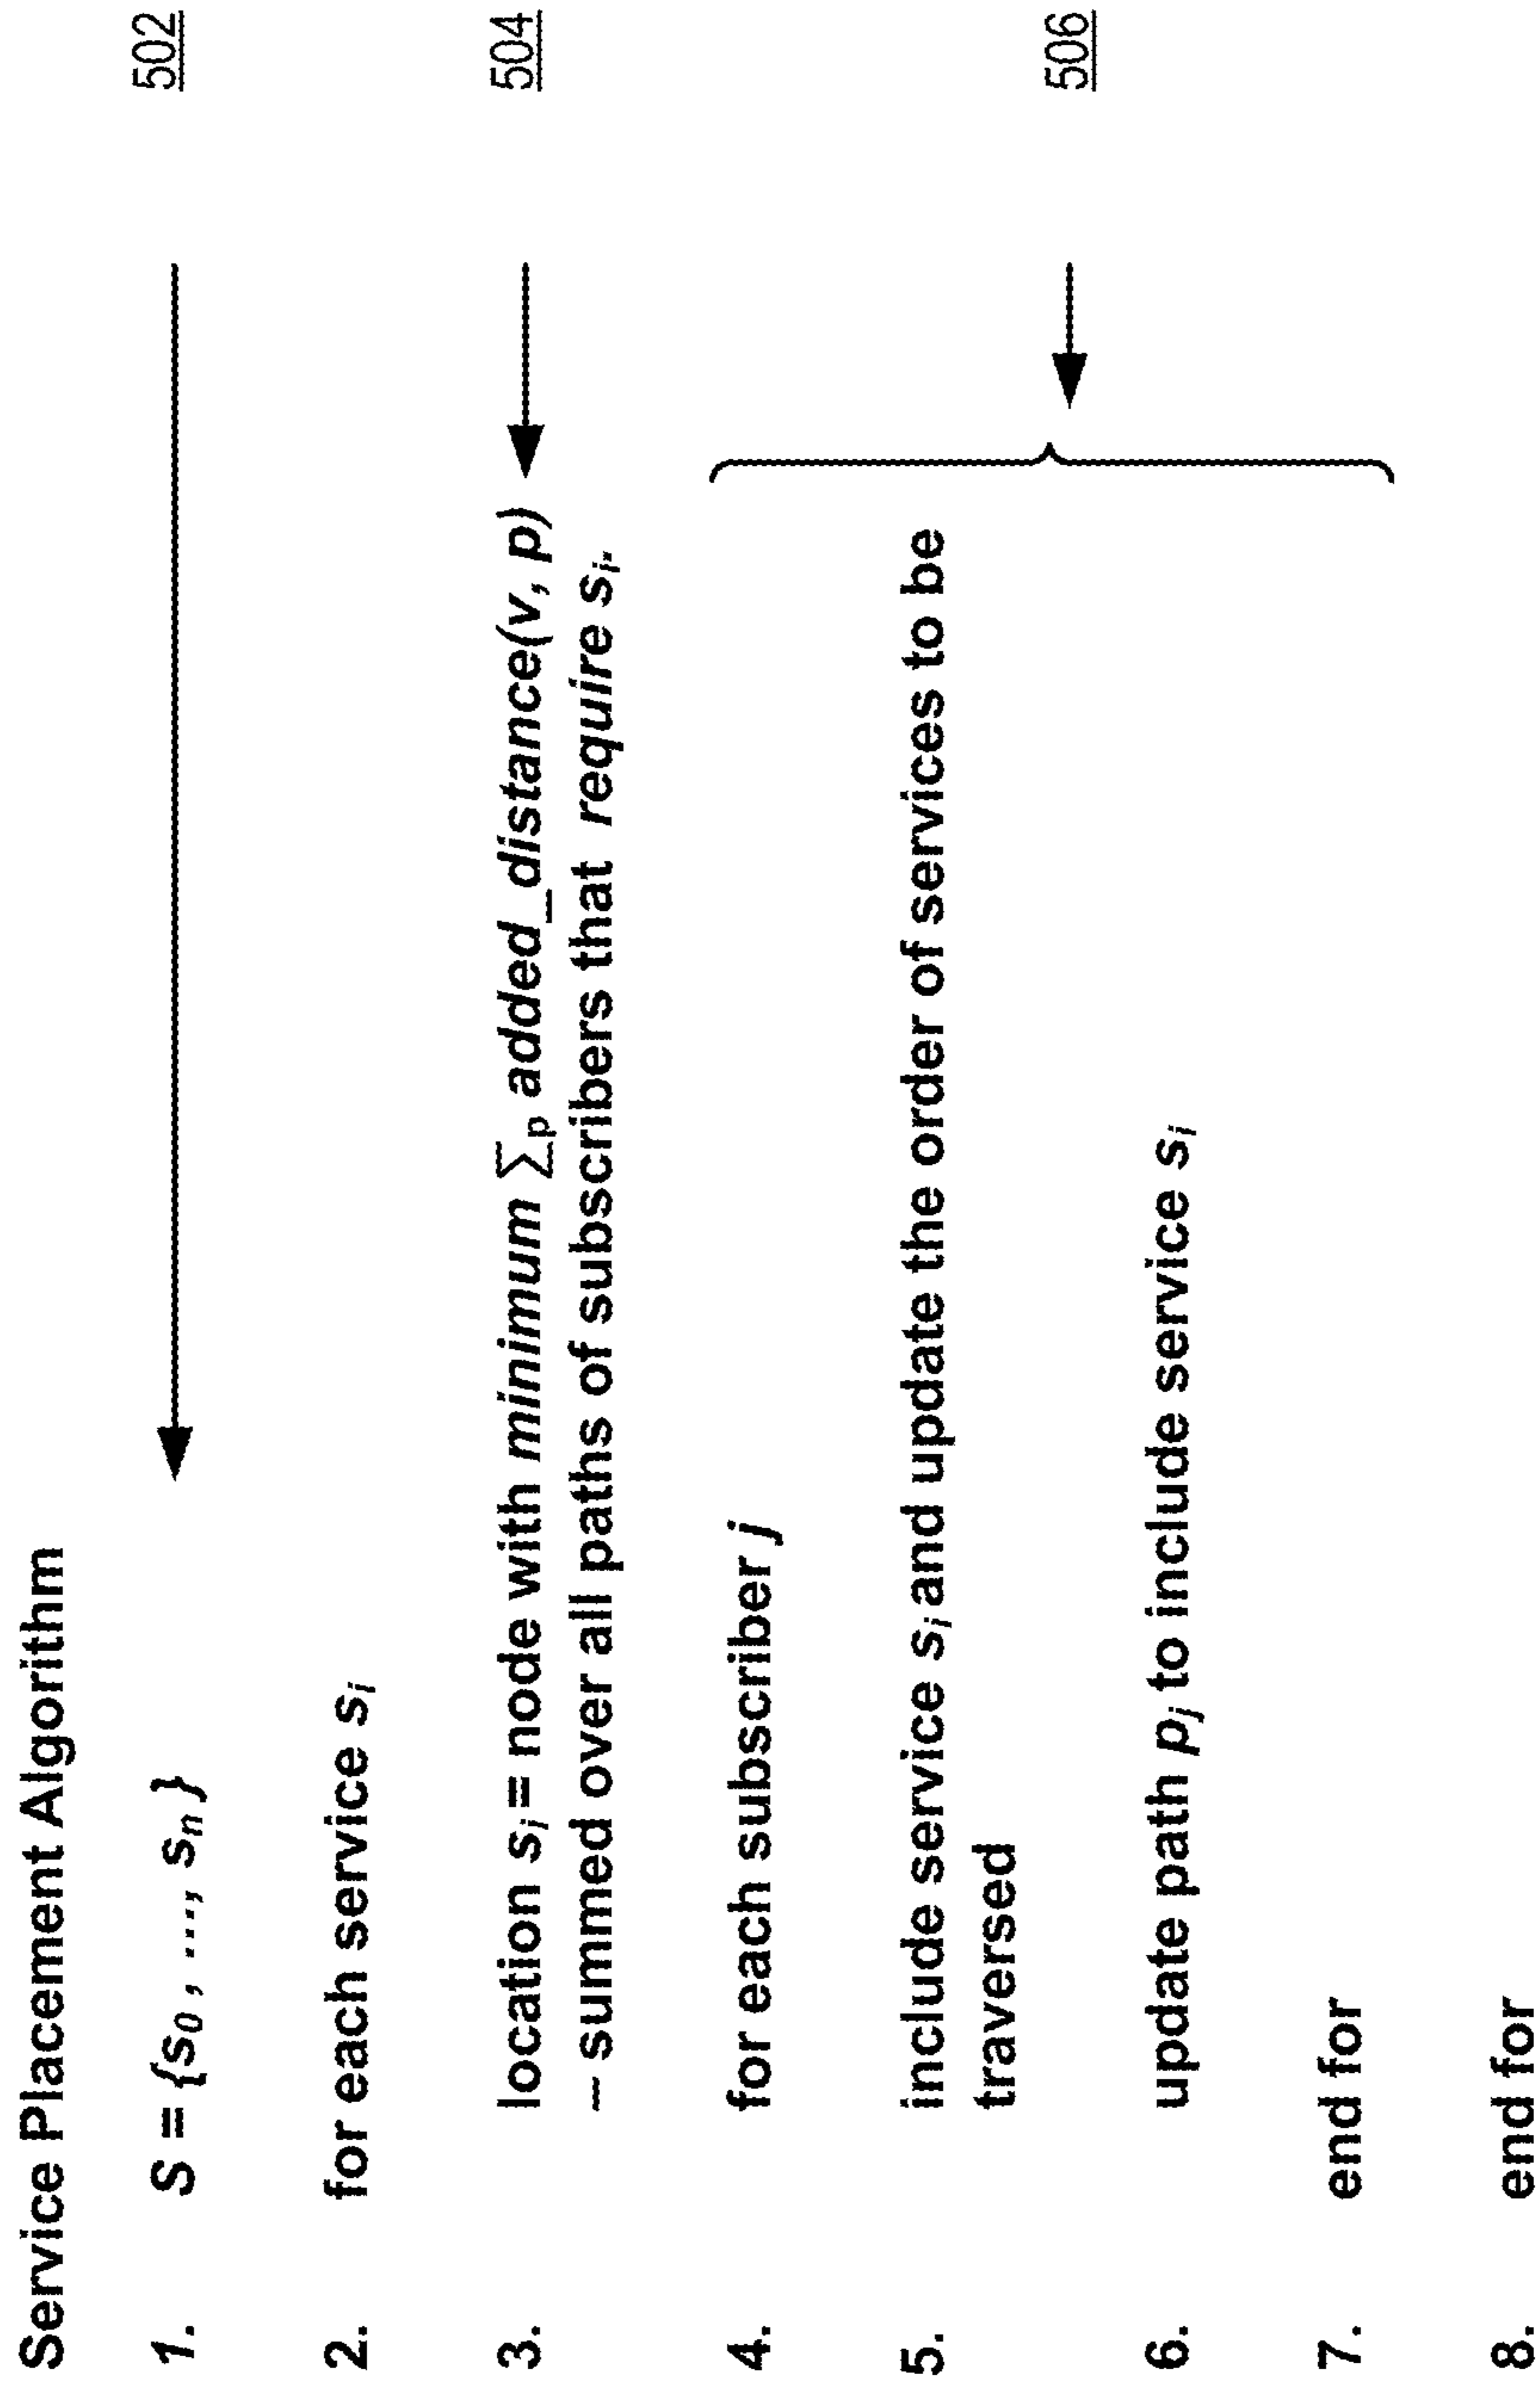 Service Placement Algorithm
1. S = {s0 , ..., sn } 502
2. for each service si
3. location si = node with minimum ∑p added_distance(v, p) 504
– summed over all paths of subscribers that require si.
4. for each subscriber j
5. include service si and update the order of services to be
traversed
506
6. update path pj to include service si
7. end for
8. end for